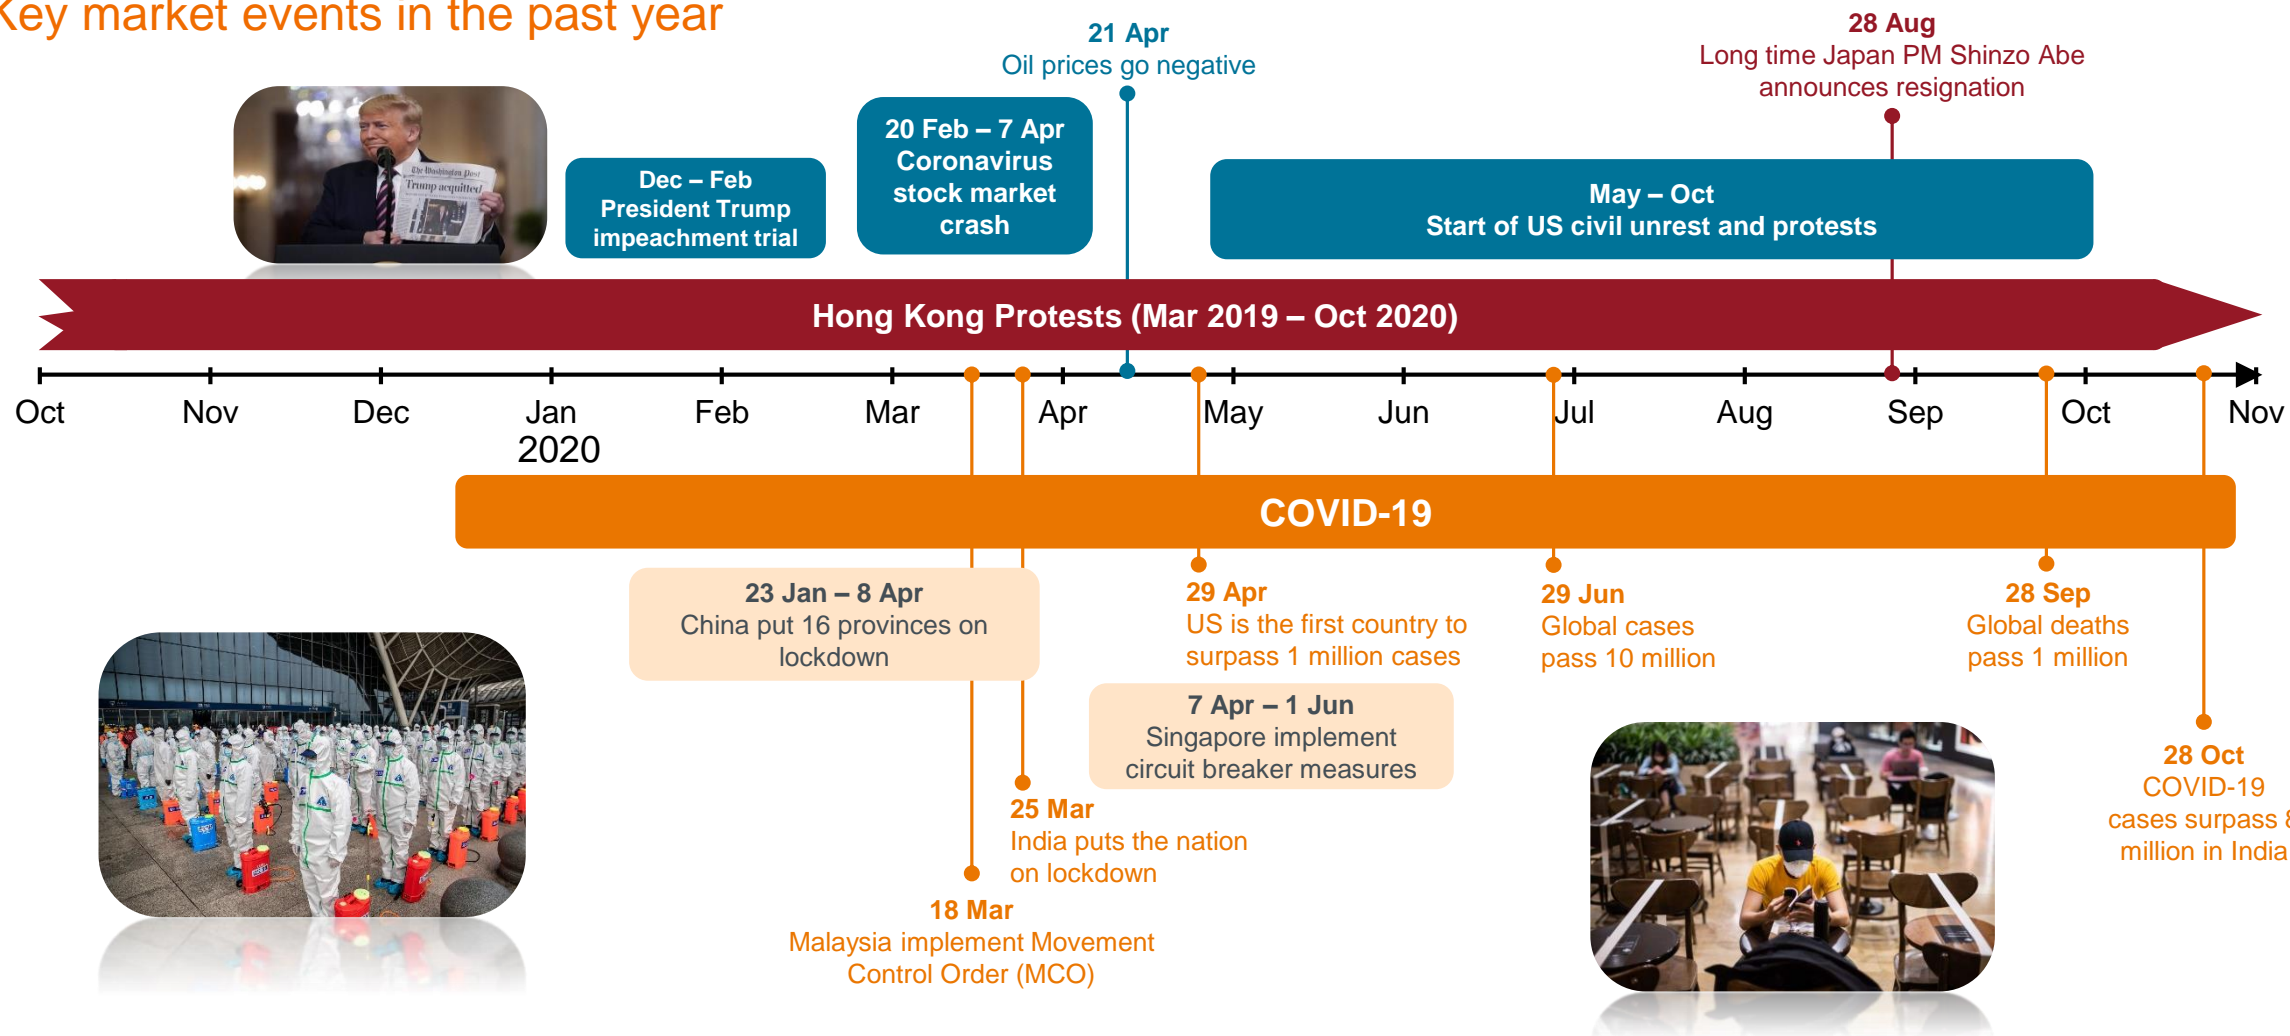 Key market events in the past year
21 Apr
Oil prices go negative
28 Aug
Long time Japan PM Shinzo Abe
announces resignation
The Washington Post
Trump acquitted
Dec – Feb
President Trump
impeachment trial
20 Feb – 7 Apr
Coronavirus
stock market
crash
May – Oct
Start of US civil unrest and protests
Hong Kong Protests (Mar 2019 – Oct 2020)
Oct Nov Dec Jan Feb Mar Apr May Jun Jul Aug Sep Oct Nov
2020
COVID-19
23 Jan – 8 Apr
China put 16 provinces on
lockdown
29 Apr
US is the first country to
surpass 1 million cases
29 Jun
Global cases
pass 10 million
28 Sep
Global deaths
pass 1 million
7 Apr – 1 Jun
Singapore implement
circuit breaker measures
28 Oct
COVID-19
cases surpass 8
million in India
25 Mar
India puts the nation
on lockdown
18 Mar
Malaysia implement Movement
Control Order (MCO)